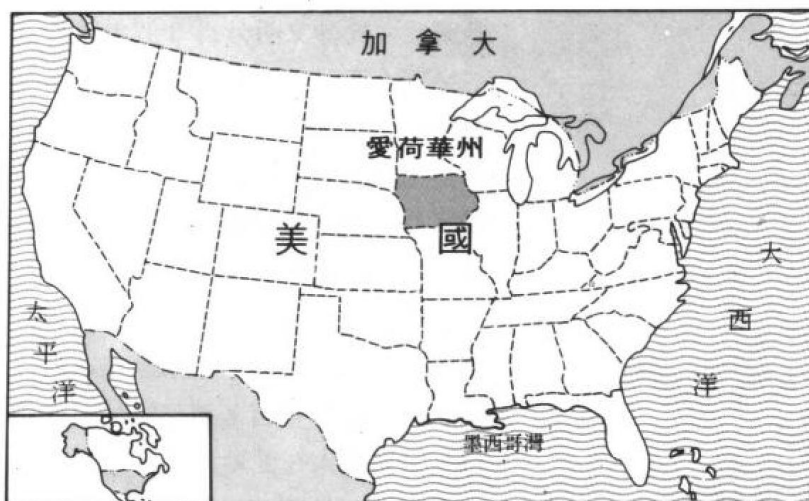 加拿大
愛荷華州
美國
大西洋
太平洋
墨西哥灣